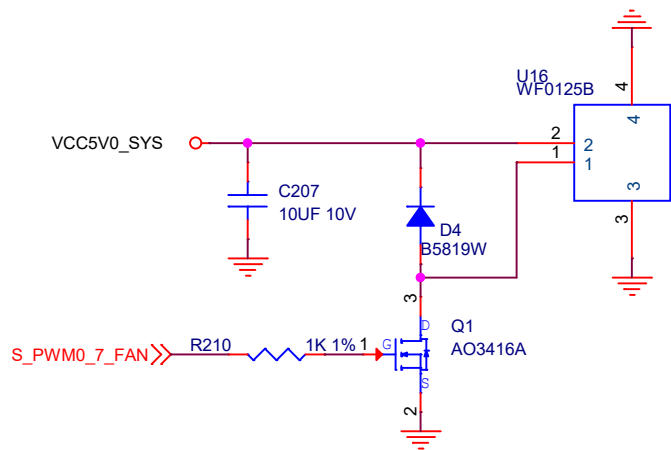 U16
WF0125B
4
4
VCC5V0_SYS
2
2
1
1
C207
10UF 10V
3
3
D4
B5819W
3
D
Q1
S_PWM0_7_FAN
R210
1K 1%
1
G
AO3416A
S
2